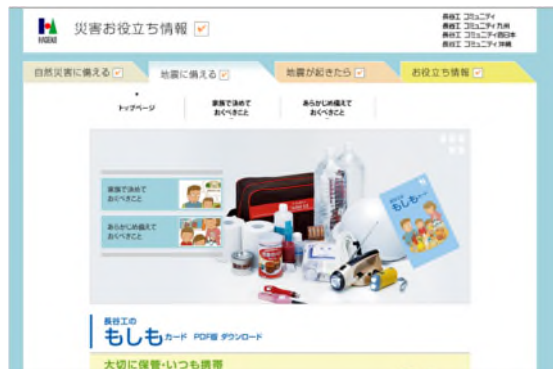 災害お役立ち情報
長谷工 コミュニティ
長谷工 コミュニティ 九州
長谷工 コミュニティ西日本
長谷工 コミュニティ 沖縄
HASEKO
自然災害に備える
地震に備える
地震が起きたら
お役立ち情報
トップページ
家族で決めて
おくべきこと
あらかじめ備えて
おくべきこと
家族で決めて
おくべきこと
あらかじめ備えて
おくべきこと
もしもカード
長谷工の
もしもカード PDF版 ダウンロード
大切に保管・いつも携帯